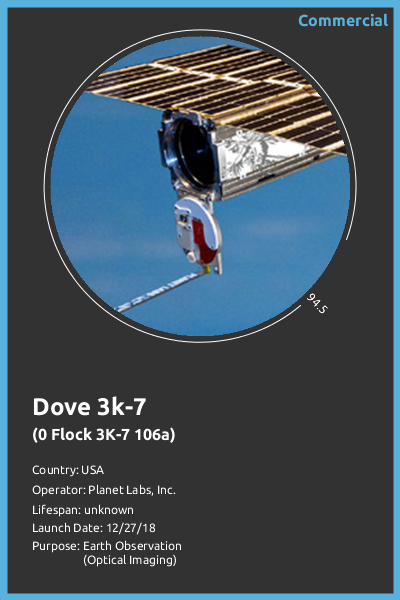 Commercial
94.5
Dove 3k-7
(0 Flock 3K-7 106a)
Country: USA
Operator: Planet Labs, Inc.
Lifespan: unknown
Launch Date: 12/27/18
Purpose: Earth Observation
(Optical Imaging)